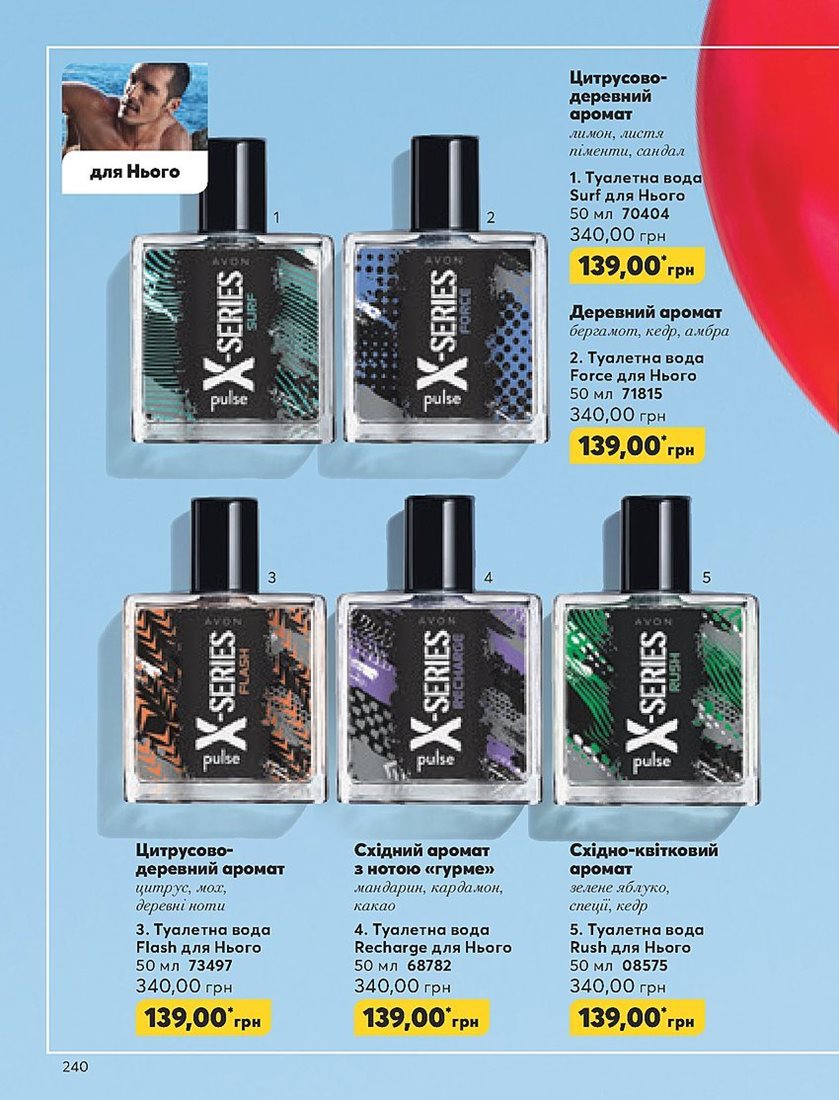 для Нього
1
2
AVON
X-SERIES
SURF
pulse
AVON
X-SERIES
FORCE
pulse
Цитрусово-
деревний
аромат
лимон, листя
піменти, сандал
1. Туалетна вода
Surf для Нього
50 мл 70404
340,00 грн
139,00* грн
Деревний аромат
бергамот, кедр, амбра
2. Туалетна вода
Force для Нього
50 мл 71815
340,00 грн
139,00* грн
3
4
5
AVON
X-SERIES
FLASH
pulse
AVON
X-SERIES
RECHARGE
pulse
AVON
X-SERIES
RUSH
pulse
Цитрусово-
деревний аромат
цитрус, мох,
деревні ноти
3. Туалетна вода
Flash для Нього
50 мл 73497
340,00 грн
139,00* грн
Східний аромат
з нотою «гурме»
мандарин, кардамон,
какао
4. Туалетна вода
Recharge для Нього
50 мл 68782
340,00 грн
139,00* грн
Східно-квітковий
аромат
зелене яблуко,
спеції, кедр
5. Туалетна вода
Rush для Нього
50 мл 08575
340,00 грн
139,00* грн
240